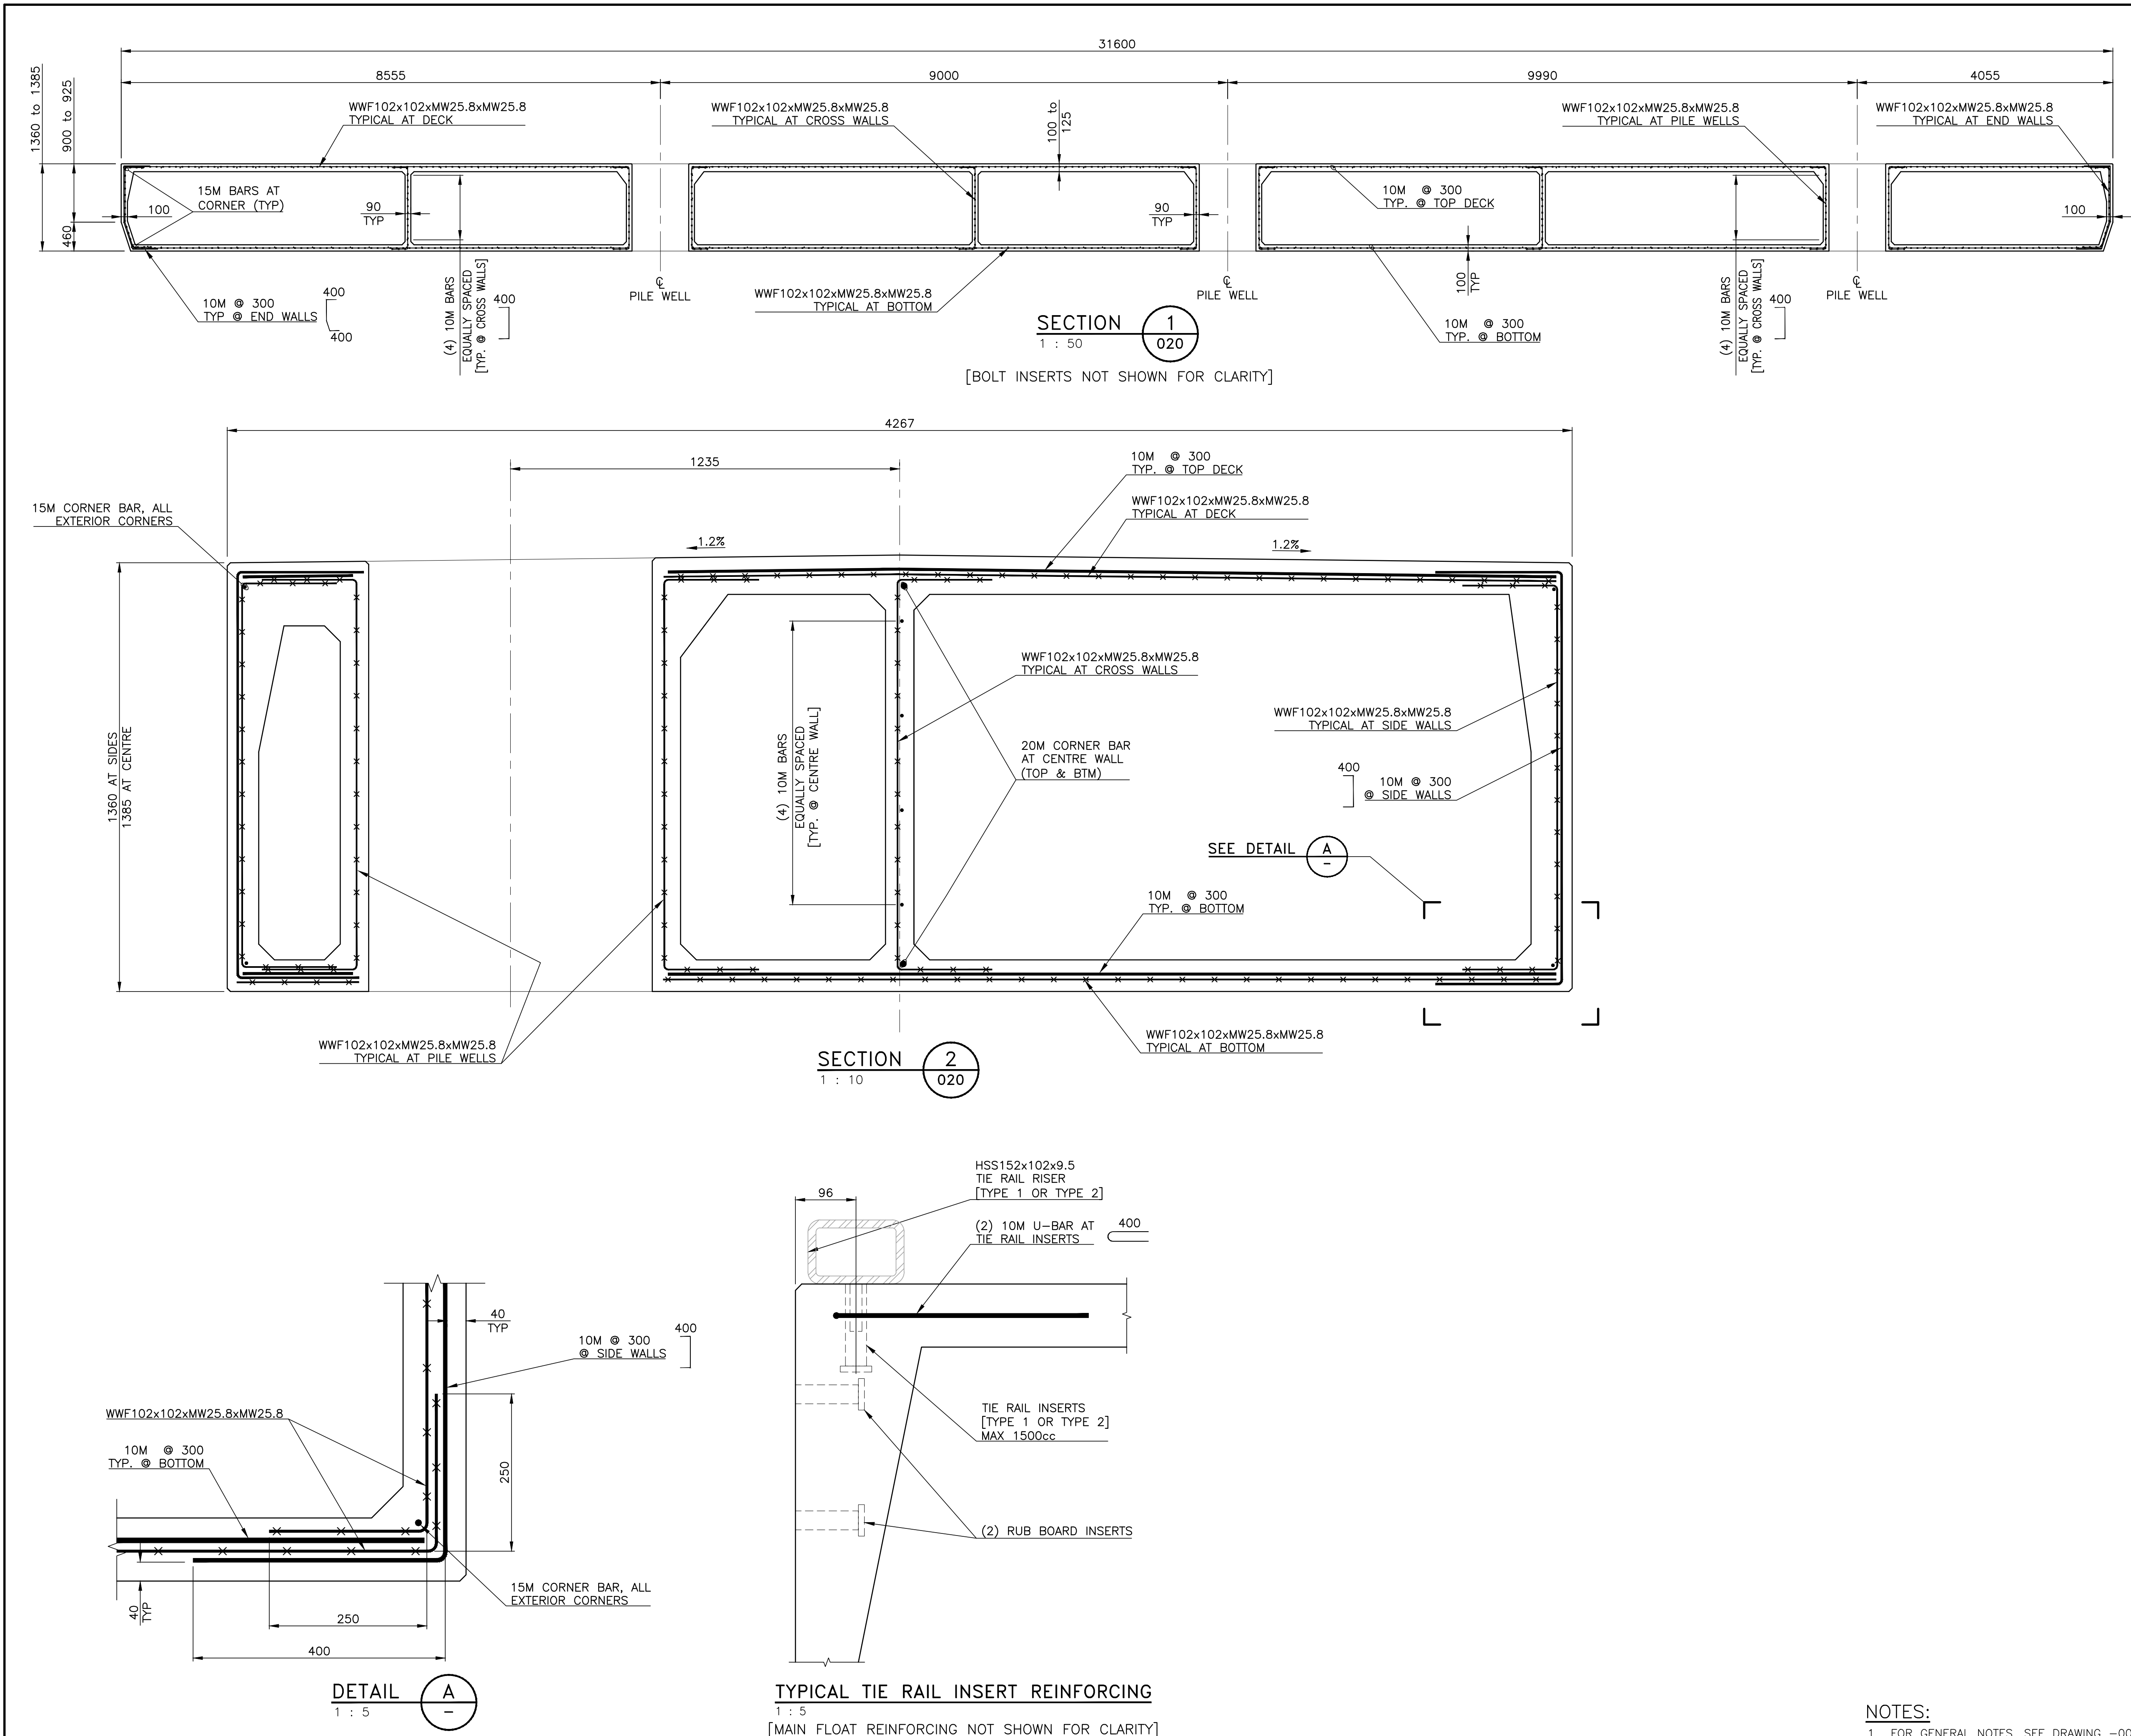 31600
8555
9000
9990
4055
1360 to 1385
900 to 925
460
WWF102x102xMW25.8xMW25.8
TYPICAL AT DECK
WWF102x102xMW25.8xMW25.8
TYPICAL AT CROSS WALLS
100 to
125
WWF102x102xMW25.8xMW25.8
TYPICAL AT PILE WELLS
WWF102x102xMW25.8xMW25.8
TYPICAL AT END WALLS
15M BARS AT
CORNER (TYP)
100
90
TYP
90
TYP
10M @ 300
TYP. @ TOP DECK
100
10M @ 300
TYP @ END WALLS
400
400
(4) 10M BARS
EQUALLY SPACED
[TYP. @ CROSS WALLS]
400
℄
PILE WELL
WWF102x102xMW25.8xMW25.8
TYPICAL AT BOTTOM
℄
PILE WELL
100
TYP
10M @ 300
TYP. @ BOTTOM
(4) 10M BARS
EQUALLY SPACED
[TYP. @ CROSS WALLS]
400
℄
PILE WELL
SECTION 1
1 : 50 020
[BOLT INSERTS NOT SHOWN FOR CLARITY]
4267
1235
10M @ 300
TYP. @ TOP DECK
WWF102x102xMW25.8xMW25.8
TYPICAL AT DECK
15M CORNER BAR, ALL
EXTERIOR CORNERS
1.2%
1.2%
1360 AT SIDES
1385 AT CENTRE
(4) 10M BARS
EQUALLY SPACED
[TYP. @ CENTRE WALL]
WWF102x102xMW25.8xMW25.8
TYPICAL AT CROSS WALLS
WWF102x102xMW25.8xMW25.8
TYPICAL AT SIDE WALLS
20M CORNER BAR
AT CENTRE WALL
(TOP & BTM)
400
10M @ 300
@ SIDE WALLS
SEE DETAIL A
-
10M @ 300
TYP. @ BOTTOM
WWF102x102xMW25.8xMW25.8
TYPICAL AT PILE WELLS
WWF102x102xMW25.8xMW25.8
TYPICAL AT BOTTOM
SECTION 2
1 : 10 020
40
TYP
10M @ 300
@ SIDE WALLS
400
WWF102x102xMW25.8xMW25.8
10M @ 300
TYP. @ BOTTOM
250
40
TYP
15M CORNER BAR, ALL
EXTERIOR CORNERS
250
400
DETAIL A
1 : 5 -
96
HSS152x102x9.5
TIE RAIL RISER
[TYPE 1 OR TYPE 2]
(2) 10M U-BAR AT
TIE RAIL INSERTS
400
TIE RAIL INSERTS
[TYPE 1 OR TYPE 2]
MAX 1500cc
(2) RUB BOARD INSERTS
TYPICAL TIE RAIL INSERT REINFORCING
1 : 5
[MAIN FLOAT REINFORCING NOT SHOWN FOR CLARITY]
NOTES:
1. FOR GENERAL NOTES, SEE DRAWING